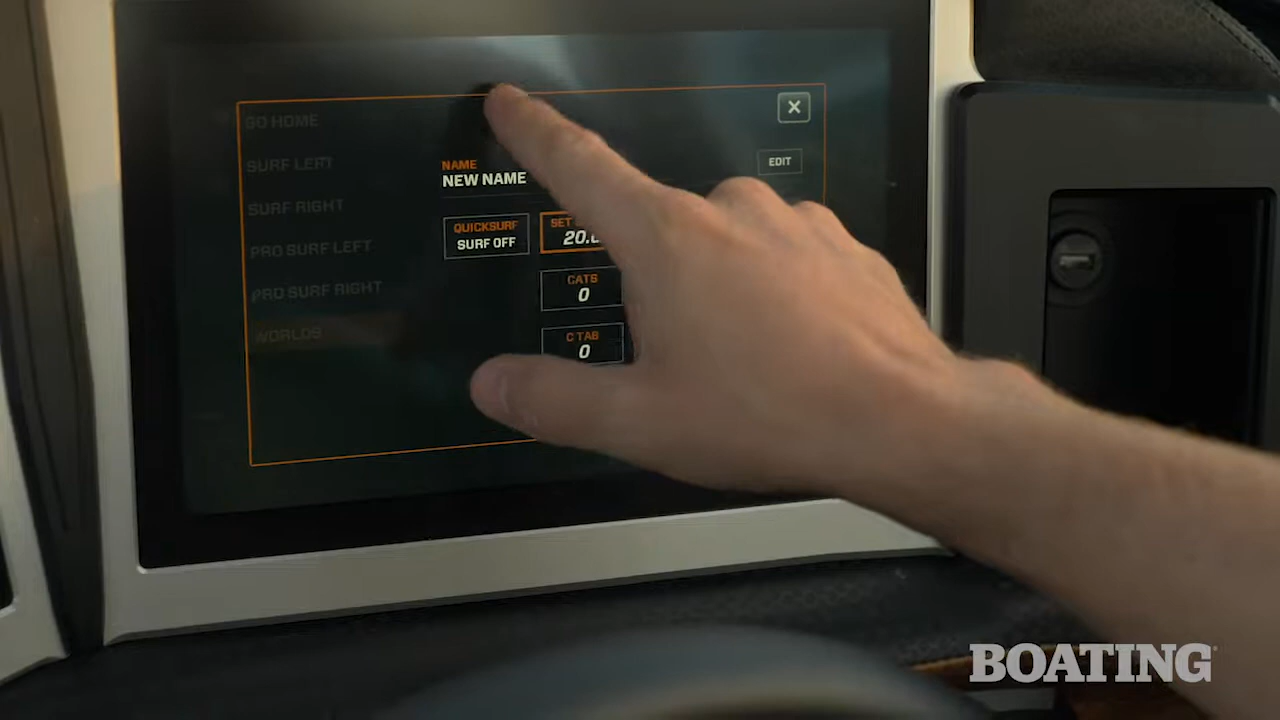 GO HOME
SURF LEFT
SURF RIGHT
PRO SURF LEFT
PRO SURF RIGHT
WORLDS
X
NAME
NEW NAME
EDIT
QUICKSURF
SURF OFF
SET
20.
CATS
0
C TAB
0
BOATING